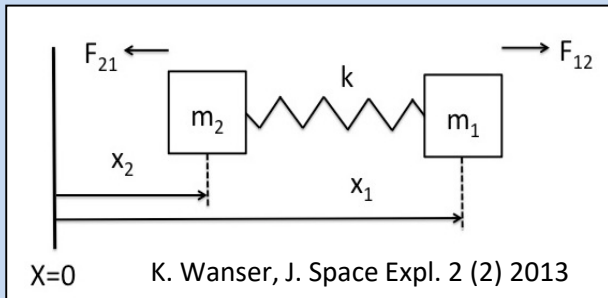 F21
F12
k
m2
m1
x2
x1
X=0
K. Wanser, J. Space Expl. 2 (2) 2013